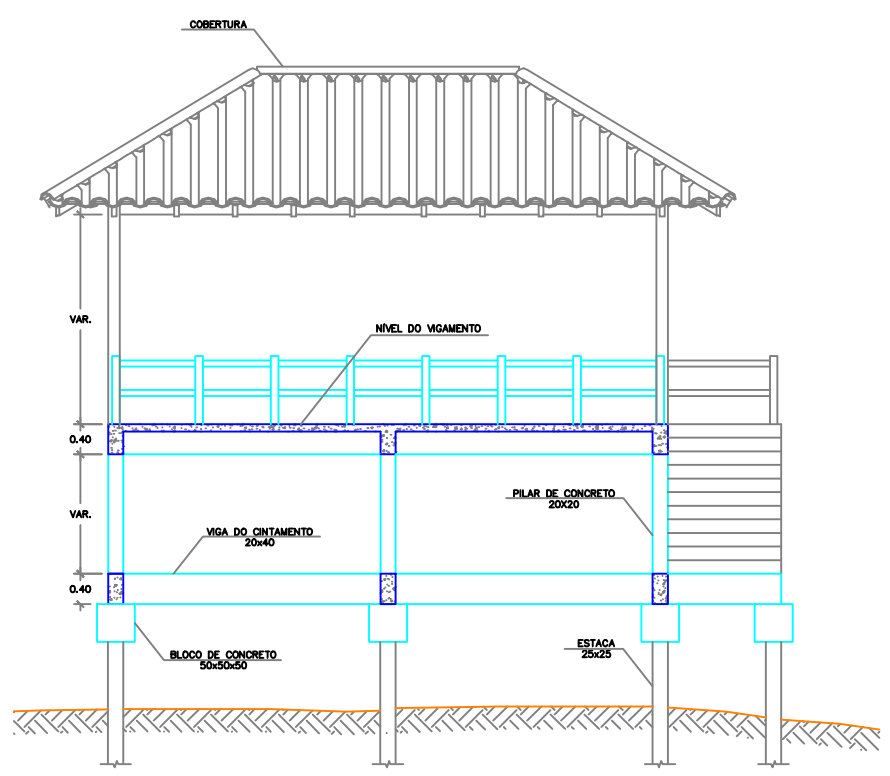 COBERTURA
VAR.
NÍVEL DO VIGAMENTO
0.40
PILAR DE CONCRETO
20X20
VAR.
VIGA DO CINTAMENTO
20x40
0.40
ESTACA
25x25
BLOCO DE CONCRETO
50x50x50